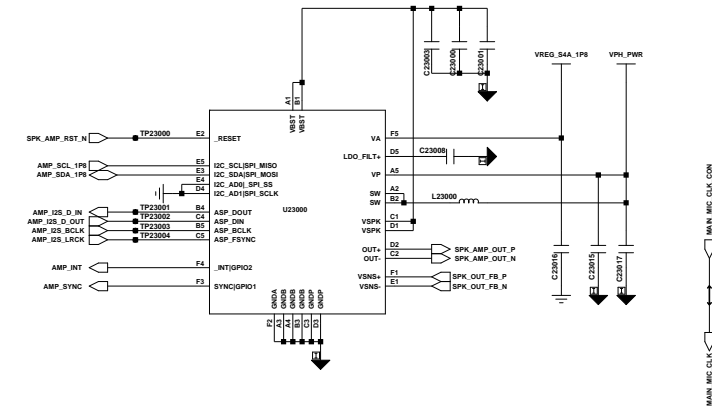 VREG_S4A_1P8
VPH_PWR
C23003
C23000
C23001
A1
B1
VBST
VBST
SPK_AMP_RST_N
TP23000
E2
_RESET
VA
F5
LDO_FILT+
D5
C23008
AMP_SCL_1P8
E5
I2C_SCL|SPI_MISO
AMP_SDA_1P8
E3
I2C_SDA|SPI_MOSI
E4
I2C_AD0|_SPI_SS
D4
I2C_AD1|SPI_SCLK
VP
A5
SW
A2
SW
B2
L23000
U23000
AMP_I2S_D_IN
TP23001
B4
ASP_DOUT
AMP_I2S_D_OUT
TP23002
C4
ASP_DIN
AMP_I2S_BCLK
TP23003
B5
ASP_BCLK
AMP_I2S_LRCK
TP23004
C5
ASP_FSYNC
VSPK
C1
VSPK
D1
OUT+
D2
SPK_AMP_OUT_P
OUT-
C2
SPK_AMP_OUT_N
AMP_INT
F4
_INT|GPIO2
AMP_SYNC
F3
SYNC|GPIO1
VSNS+
F1
SPK_OUT_FB_P
VSNS-
E1
SPK_OUT_FB_N
C23016
C23015
C23017
GNDA
GNDB
GNDB
GNDB
GNDP
GNDP
F2
A3
A4
B3
C3
D3
MAIN_MIC_CLK_CON
MAIN_MIC_CLK